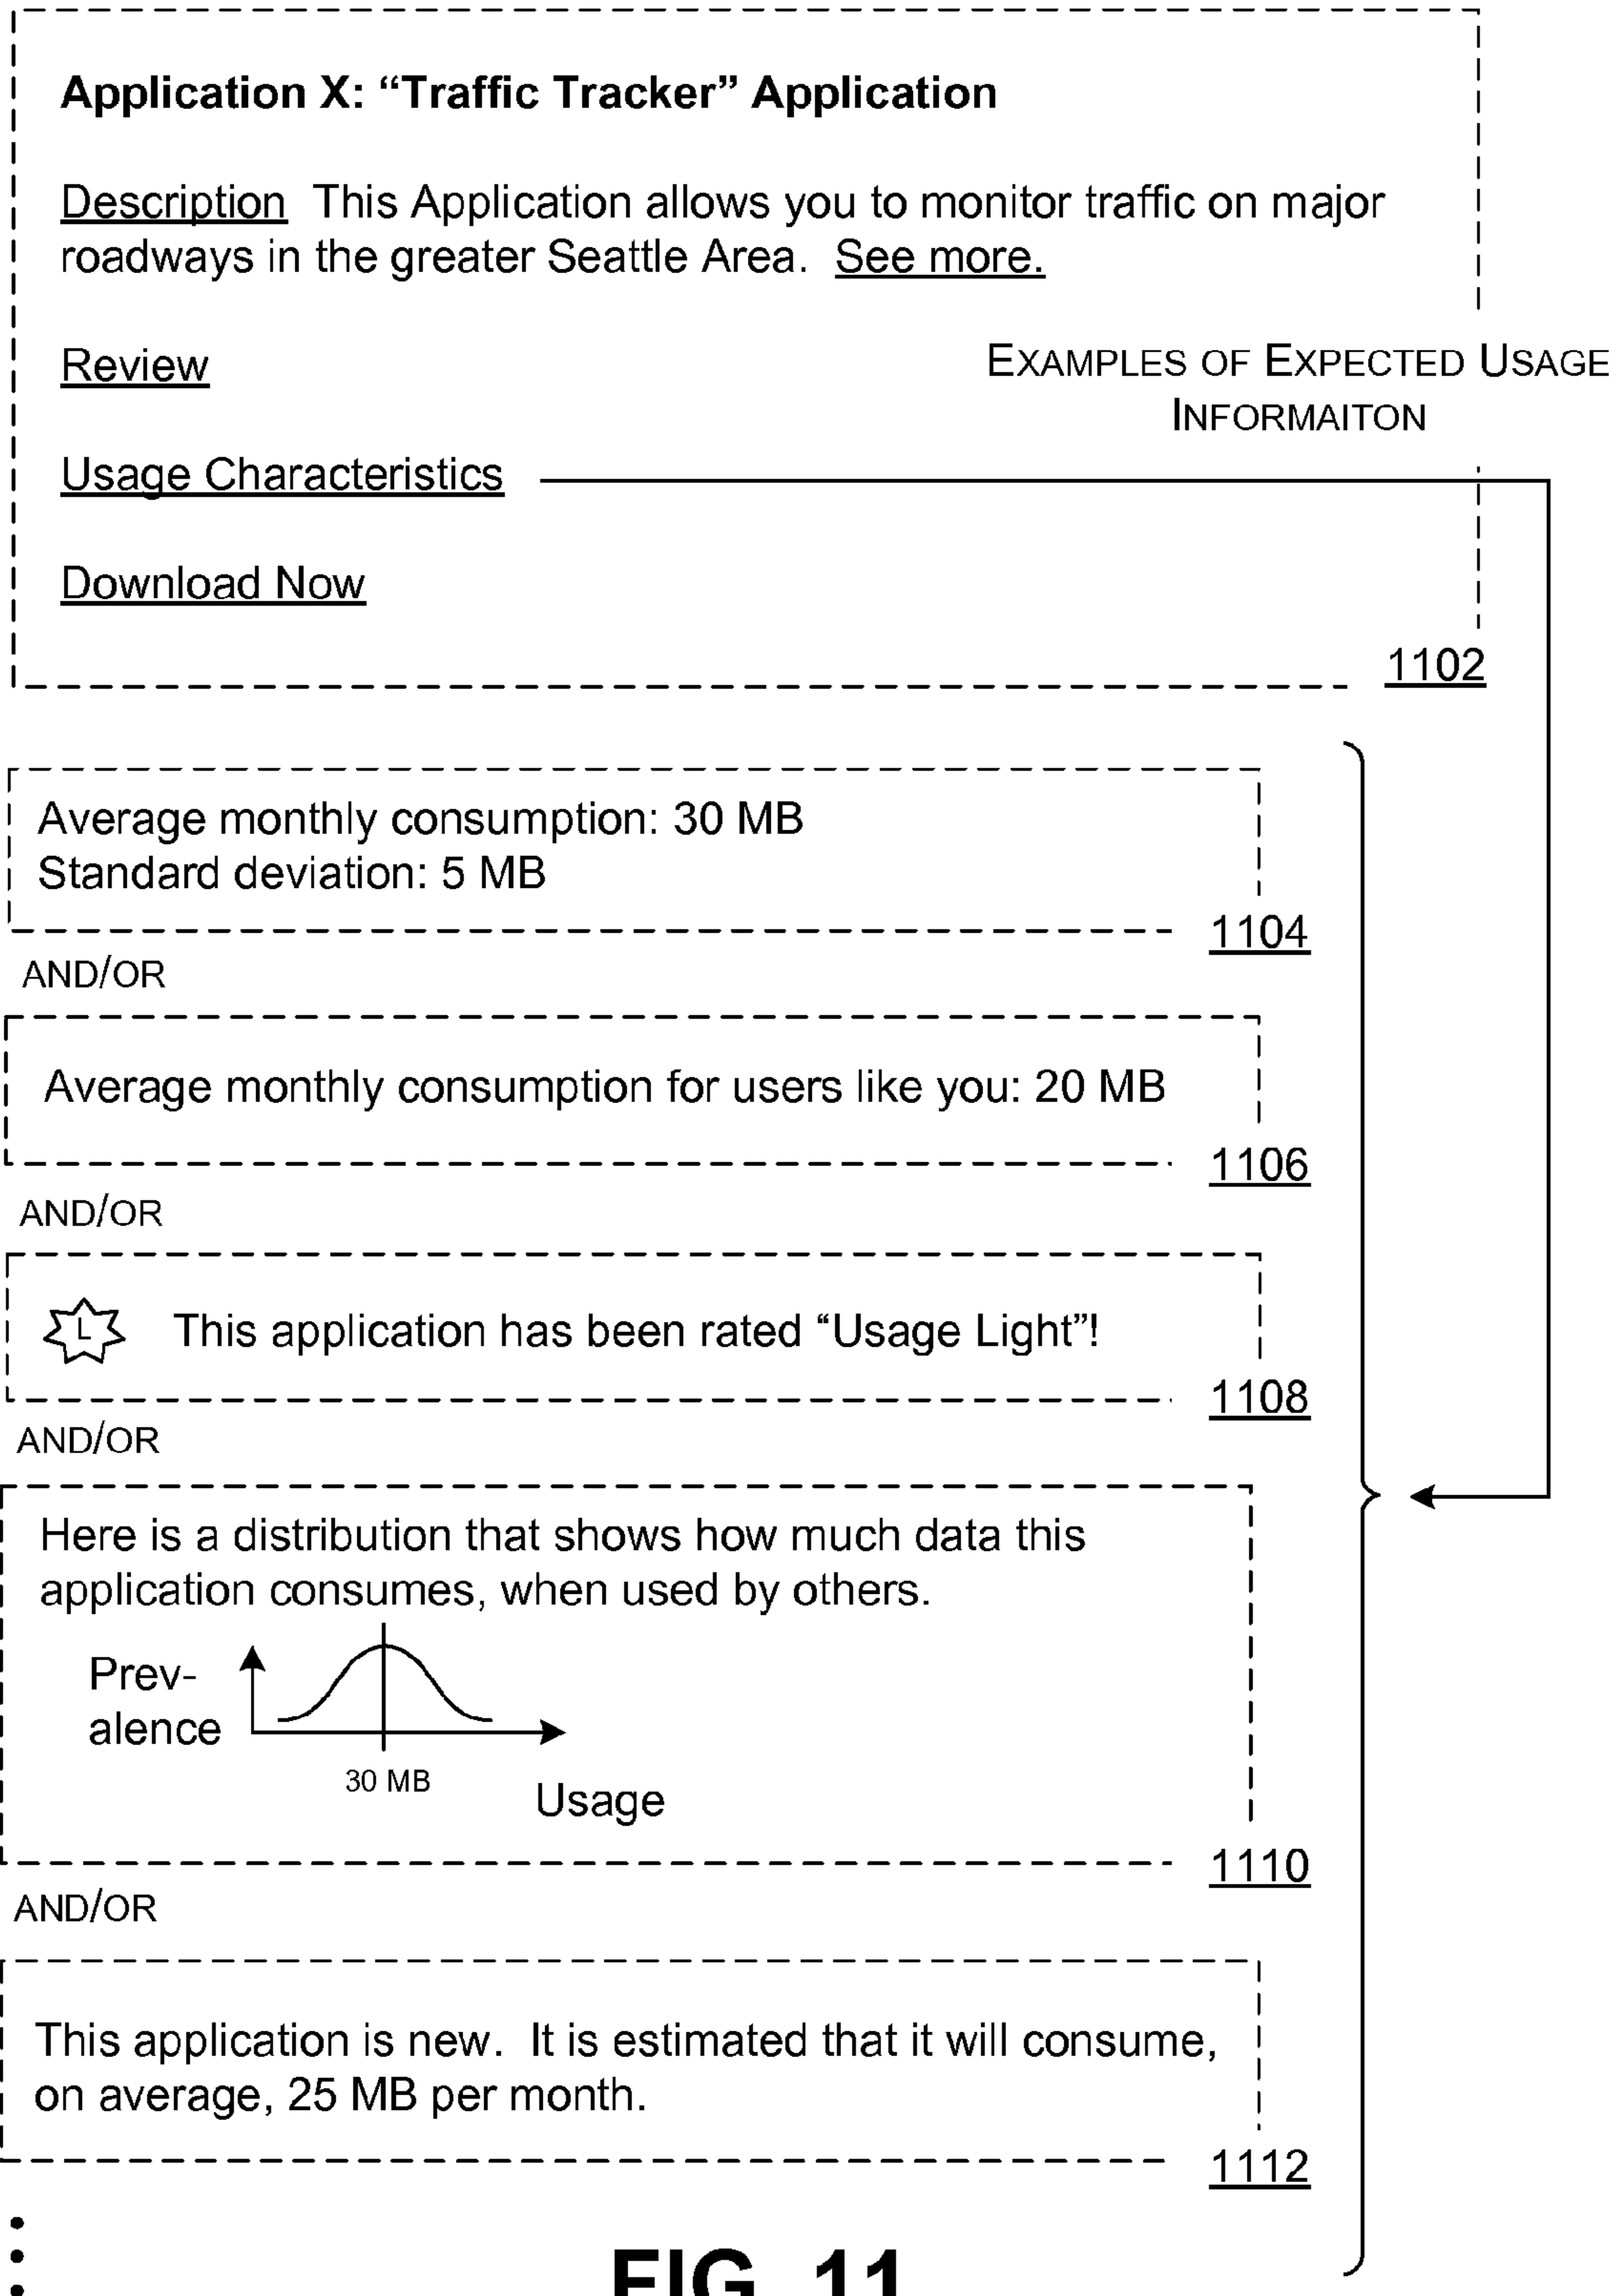 Application X: “Traffic Tracker” Application
Description  This Application allows you to monitor traffic on major
roadways in the greater Seattle Area.  See more.
Review
EXAMPLES OF EXPECTED USAGE
INFORMAITON
Usage Characteristics
Download Now
1102
Average monthly consumption: 30 MB
Standard deviation: 5 MB
1104
AND/OR
Average monthly consumption for users like you: 20 MB
1106
AND/OR
L This application has been rated “Usage Light”!
1108
AND/OR
Here is a distribution that shows how much data this
application consumes, when used by others.
Prev-
alence
30 MB
Usage
1110
AND/OR
This application is new.  It is estimated that it will consume,
on average, 25 MB per month.
1112
FIG. 11